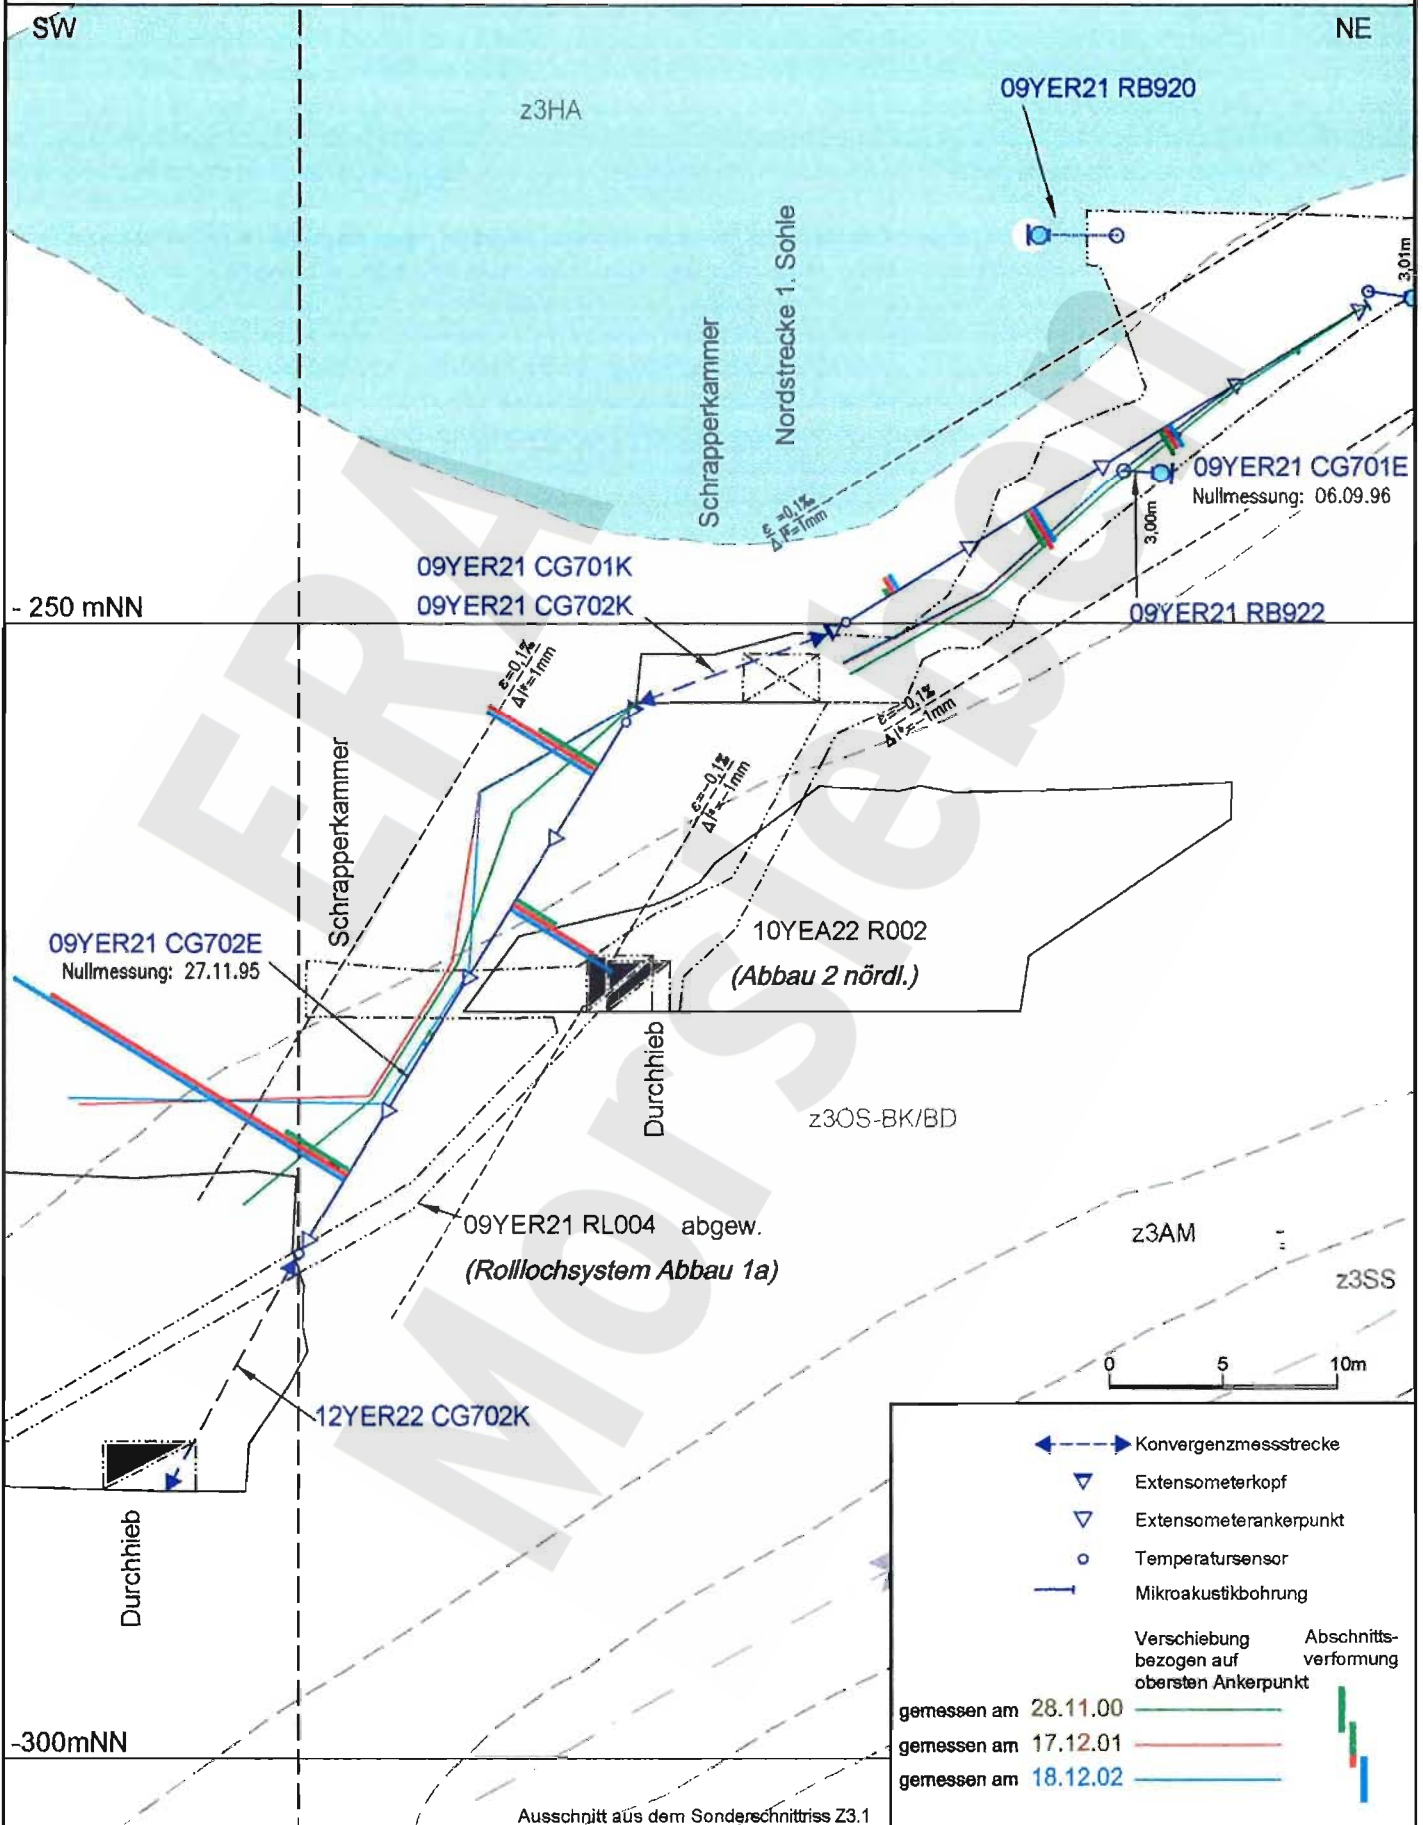 SW
NE
z3HA
09YER21 RB920
Schrapperkammer
Nordstrecke 1. Sohle
3,01m
ε =0,1‰
Δl*=1mm
09YER21 CG701E
Nullmessung: 06.09.96
3,00m
09YER21 CG701K
09YER21 CG702K
- 250 mNN
09YER21 RB922
ε=0,1‰
Δl*=1mm
ε=-0,1‰
Δl*=-1mm
ε=-0,1‰
Δl*=-1mm
Schrapperkammer
09YER21 CG702E
Nullmessung: 27.11.95
10YEA22 R002
(Abbau 2 nördl.)
Durchhieb
z3OS-BK/BD
09YER21 RL004 abgew.
(Rolllochsystem Abbau 1a)
z3AM
z3SS
0 5 10m
12YER22 CG702K
Durchhieb
Konvergenzmessstrecke
Extensometerkopf
Extensometerankerpunkt
Temperatursensor
Mikroakustikbohrung
Verschiebung
bezogen auf
obersten Ankerpunkt
Abschnitts-
verformung
gemessen am 28.11.00
gemessen am 17.12.01
gemessen am 18.12.02
-300mNN
Ausschnitt aus dem Sonderschnittriss Z3.1
ERA
Morsleben